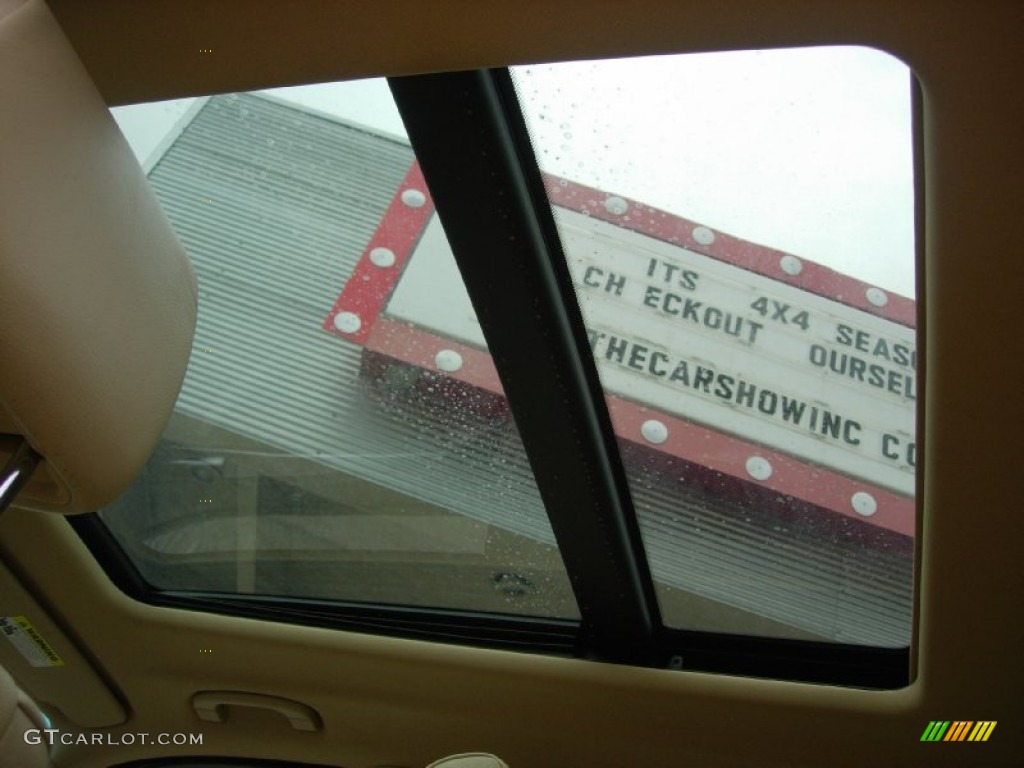 ITS 4X4 SEAS
CH ECKOUT OURSEL
THECARSHOWINC CO
GTCARLOT.COM